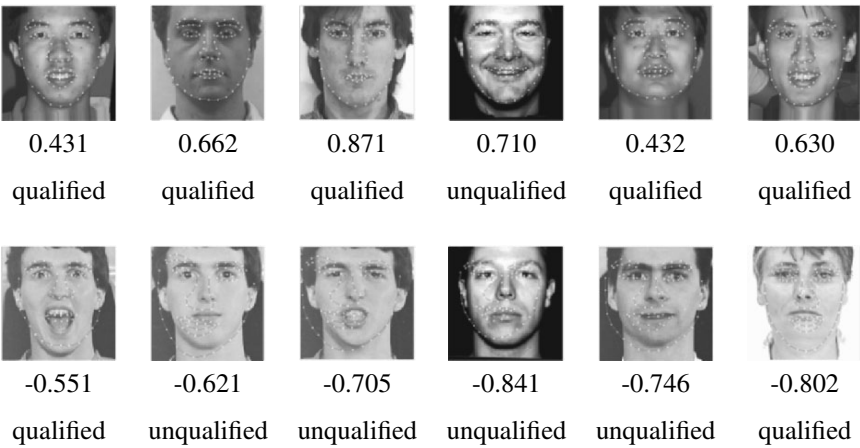 0.431 0.662 0.871 0.710 0.432 0.630
qualified qualified qualified unqualified qualified qualified
-0.551 -0.621 -0.705 -0.841 -0.746 -0.802
qualified unqualified unqualified unqualified unqualified qualified